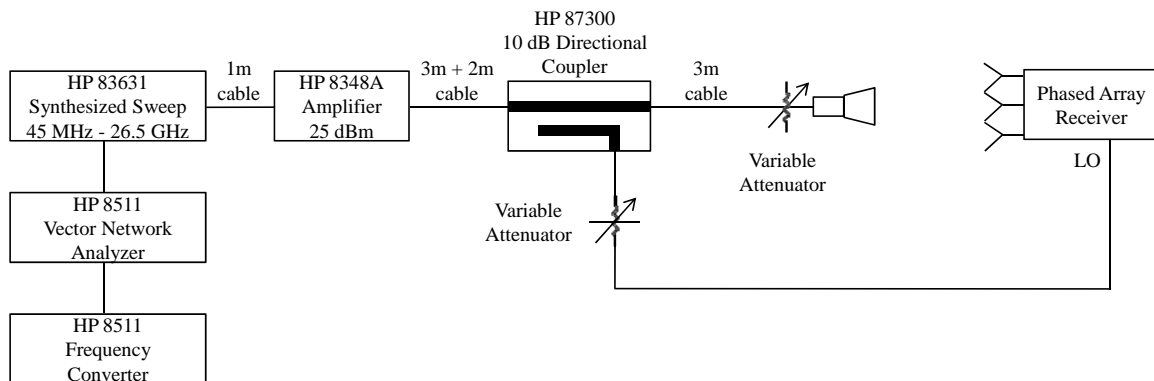 HP 83631
Synthesized Sweep
45 MHz - 26.5 GHz
1m
cable
HP 8348A
Amplifier
25 dBm
3m + 2m
cable
HP 87300
10 dB Directional
Coupler
3m
cable
Variable
Attenuator
Phased Array
Receiver
LO
HP 8511
Vector Network
Analyzer
Variable
Attenuator
HP 8511
Frequency
Converter